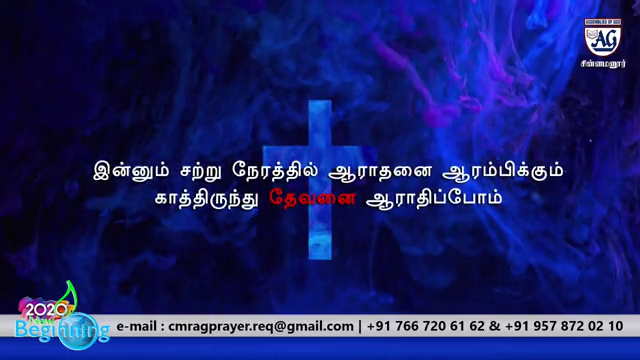 ASSEMBLIES OF GOD
AG
சின்னமனூர்
இன்னும் சற்று நேரத்தில் ஆராதனை ஆரம்பிக்கும்
காத்திருந்து தேவனை ஆராதிப்போம்
2020
New
Beginning
e-mail : cmragprayer.req@gmail.com | +91 766 720 61 62 & +91 957 872 02 10